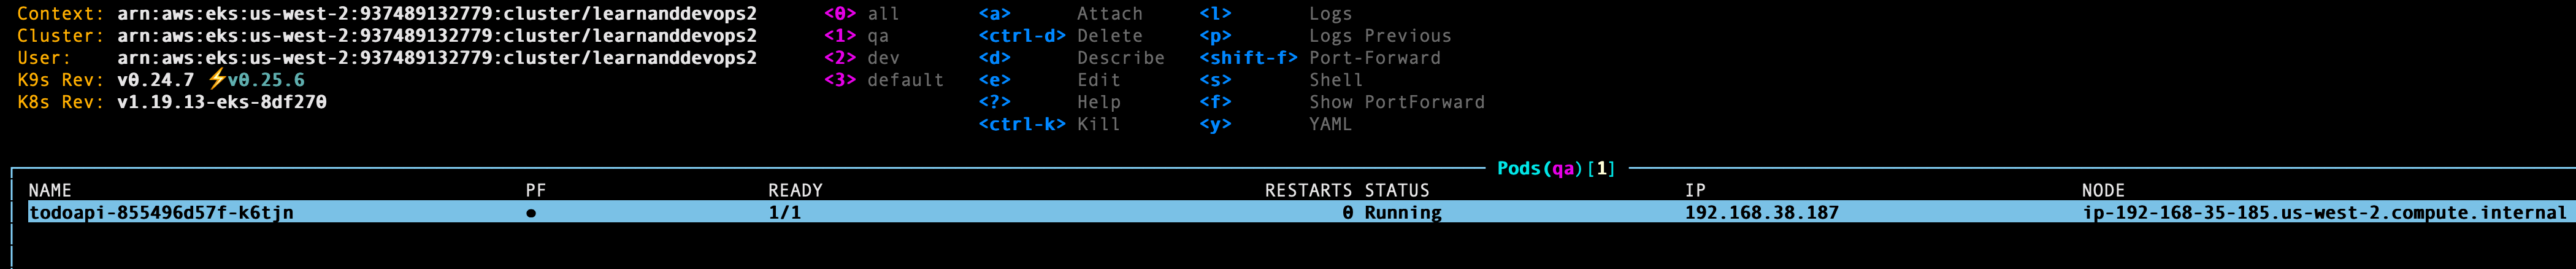 Context: arn:aws:eks:us-west-2:937489132779:cluster/learnanddevops2 <0> all <a> Attach <l> Logs
Cluster: arn:aws:eks:us-west-2:937489132779:cluster/learnanddevops2 <1> qa <ctrl-d> Delete <p> Logs Previous
User: arn:aws:eks:us-west-2:937489132779:cluster/learnanddevops2 <2> dev <d> Describe <shift-f> Port-Forward
K9s Rev: v0.24.7 ⚡v0.25.6 <3> default <e> Edit <s> Shell
K8s Rev: v1.19.13-eks-8df270 <?> Help <f> Show PortForward
<ctrl-k> Kill <y> YAML
Pods(qa)[1]
NAME PF READY RESTARTS STATUS IP NODE
todoapi-855496d57f-k6tjn ● 1/1 0 Running 192.168.38.187 ip-192-168-35-185.us-west-2.compute.internal